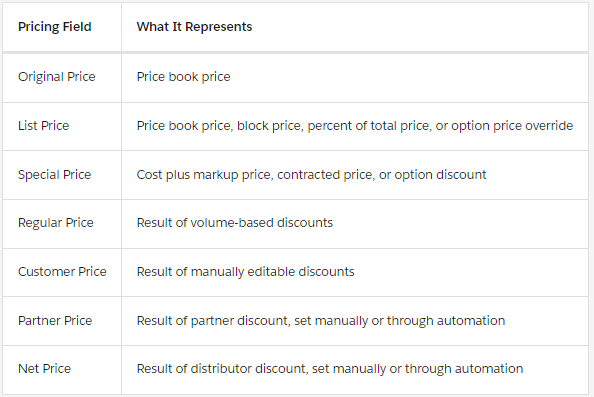 Pricing Field What It Represents
Original Price Price book price
List Price Price book price, block price, percent of total price, or option price override
Special Price Cost plus markup price, contracted price, or option discount
Regular Price Result of volume-based discounts
Customer Price Result of manually editable discounts
Partner Price Result of partner discount, set manually or through automation
Net Price Result of distributor discount, set manually or through automation